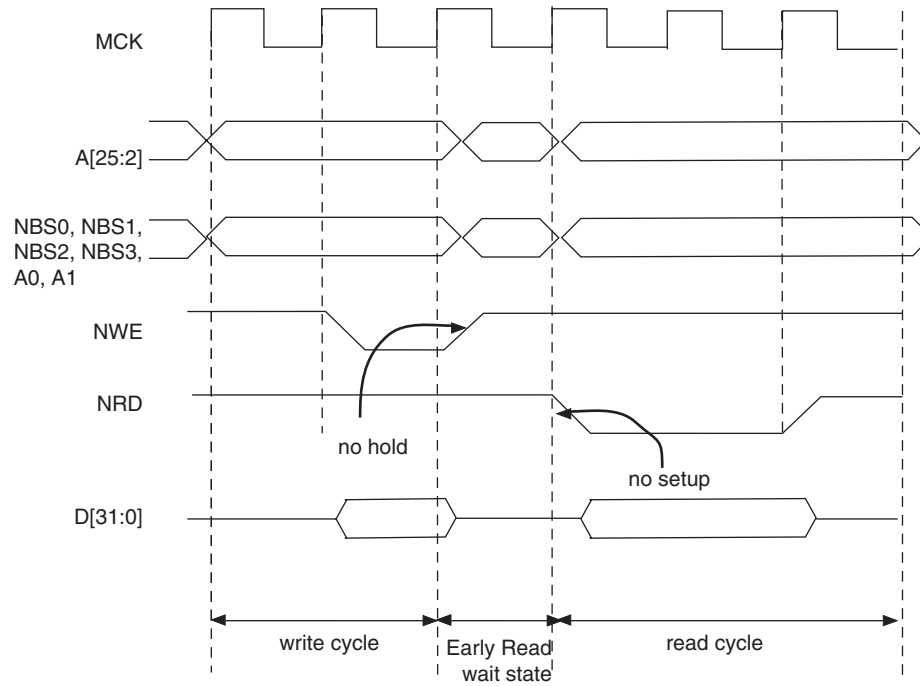 MCK
A[25:2]
NBS0, NBS1,
NBS2, NBS3,
A0, A1
NWE
NRD
no hold
no setup
D[31:0]
write cycle
Early Read
wait state
read cycle